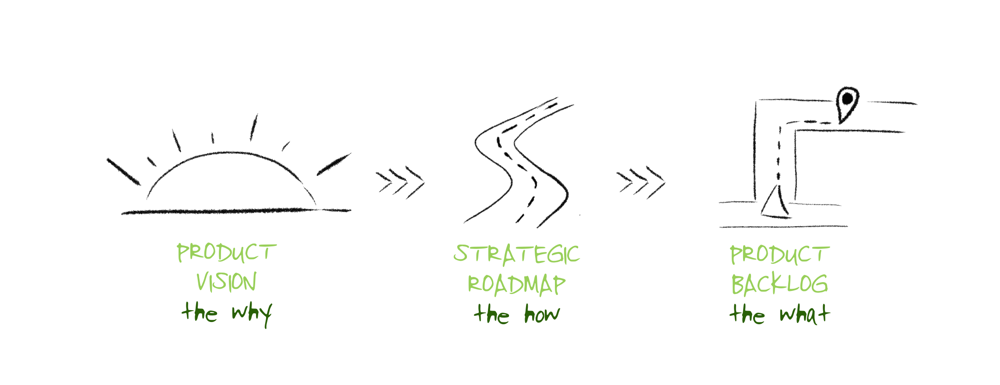 PRODUCT
VISION
the why
STRATEGIC
ROADMAP
the how
PRODUCT
BACKLOG
the what